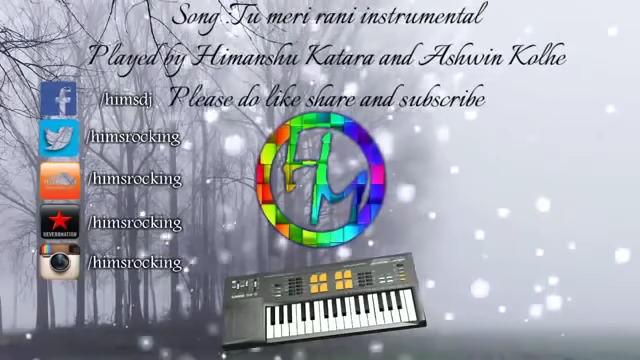 Song :Tu meri rani instrumental
Played by Himanshu Katara and Ashwin Kolhe
Please do like share and subscribe
/himsdj
/himsrocking
/himsrocking
REVERBNATION
/himsrocking
/himsrocking